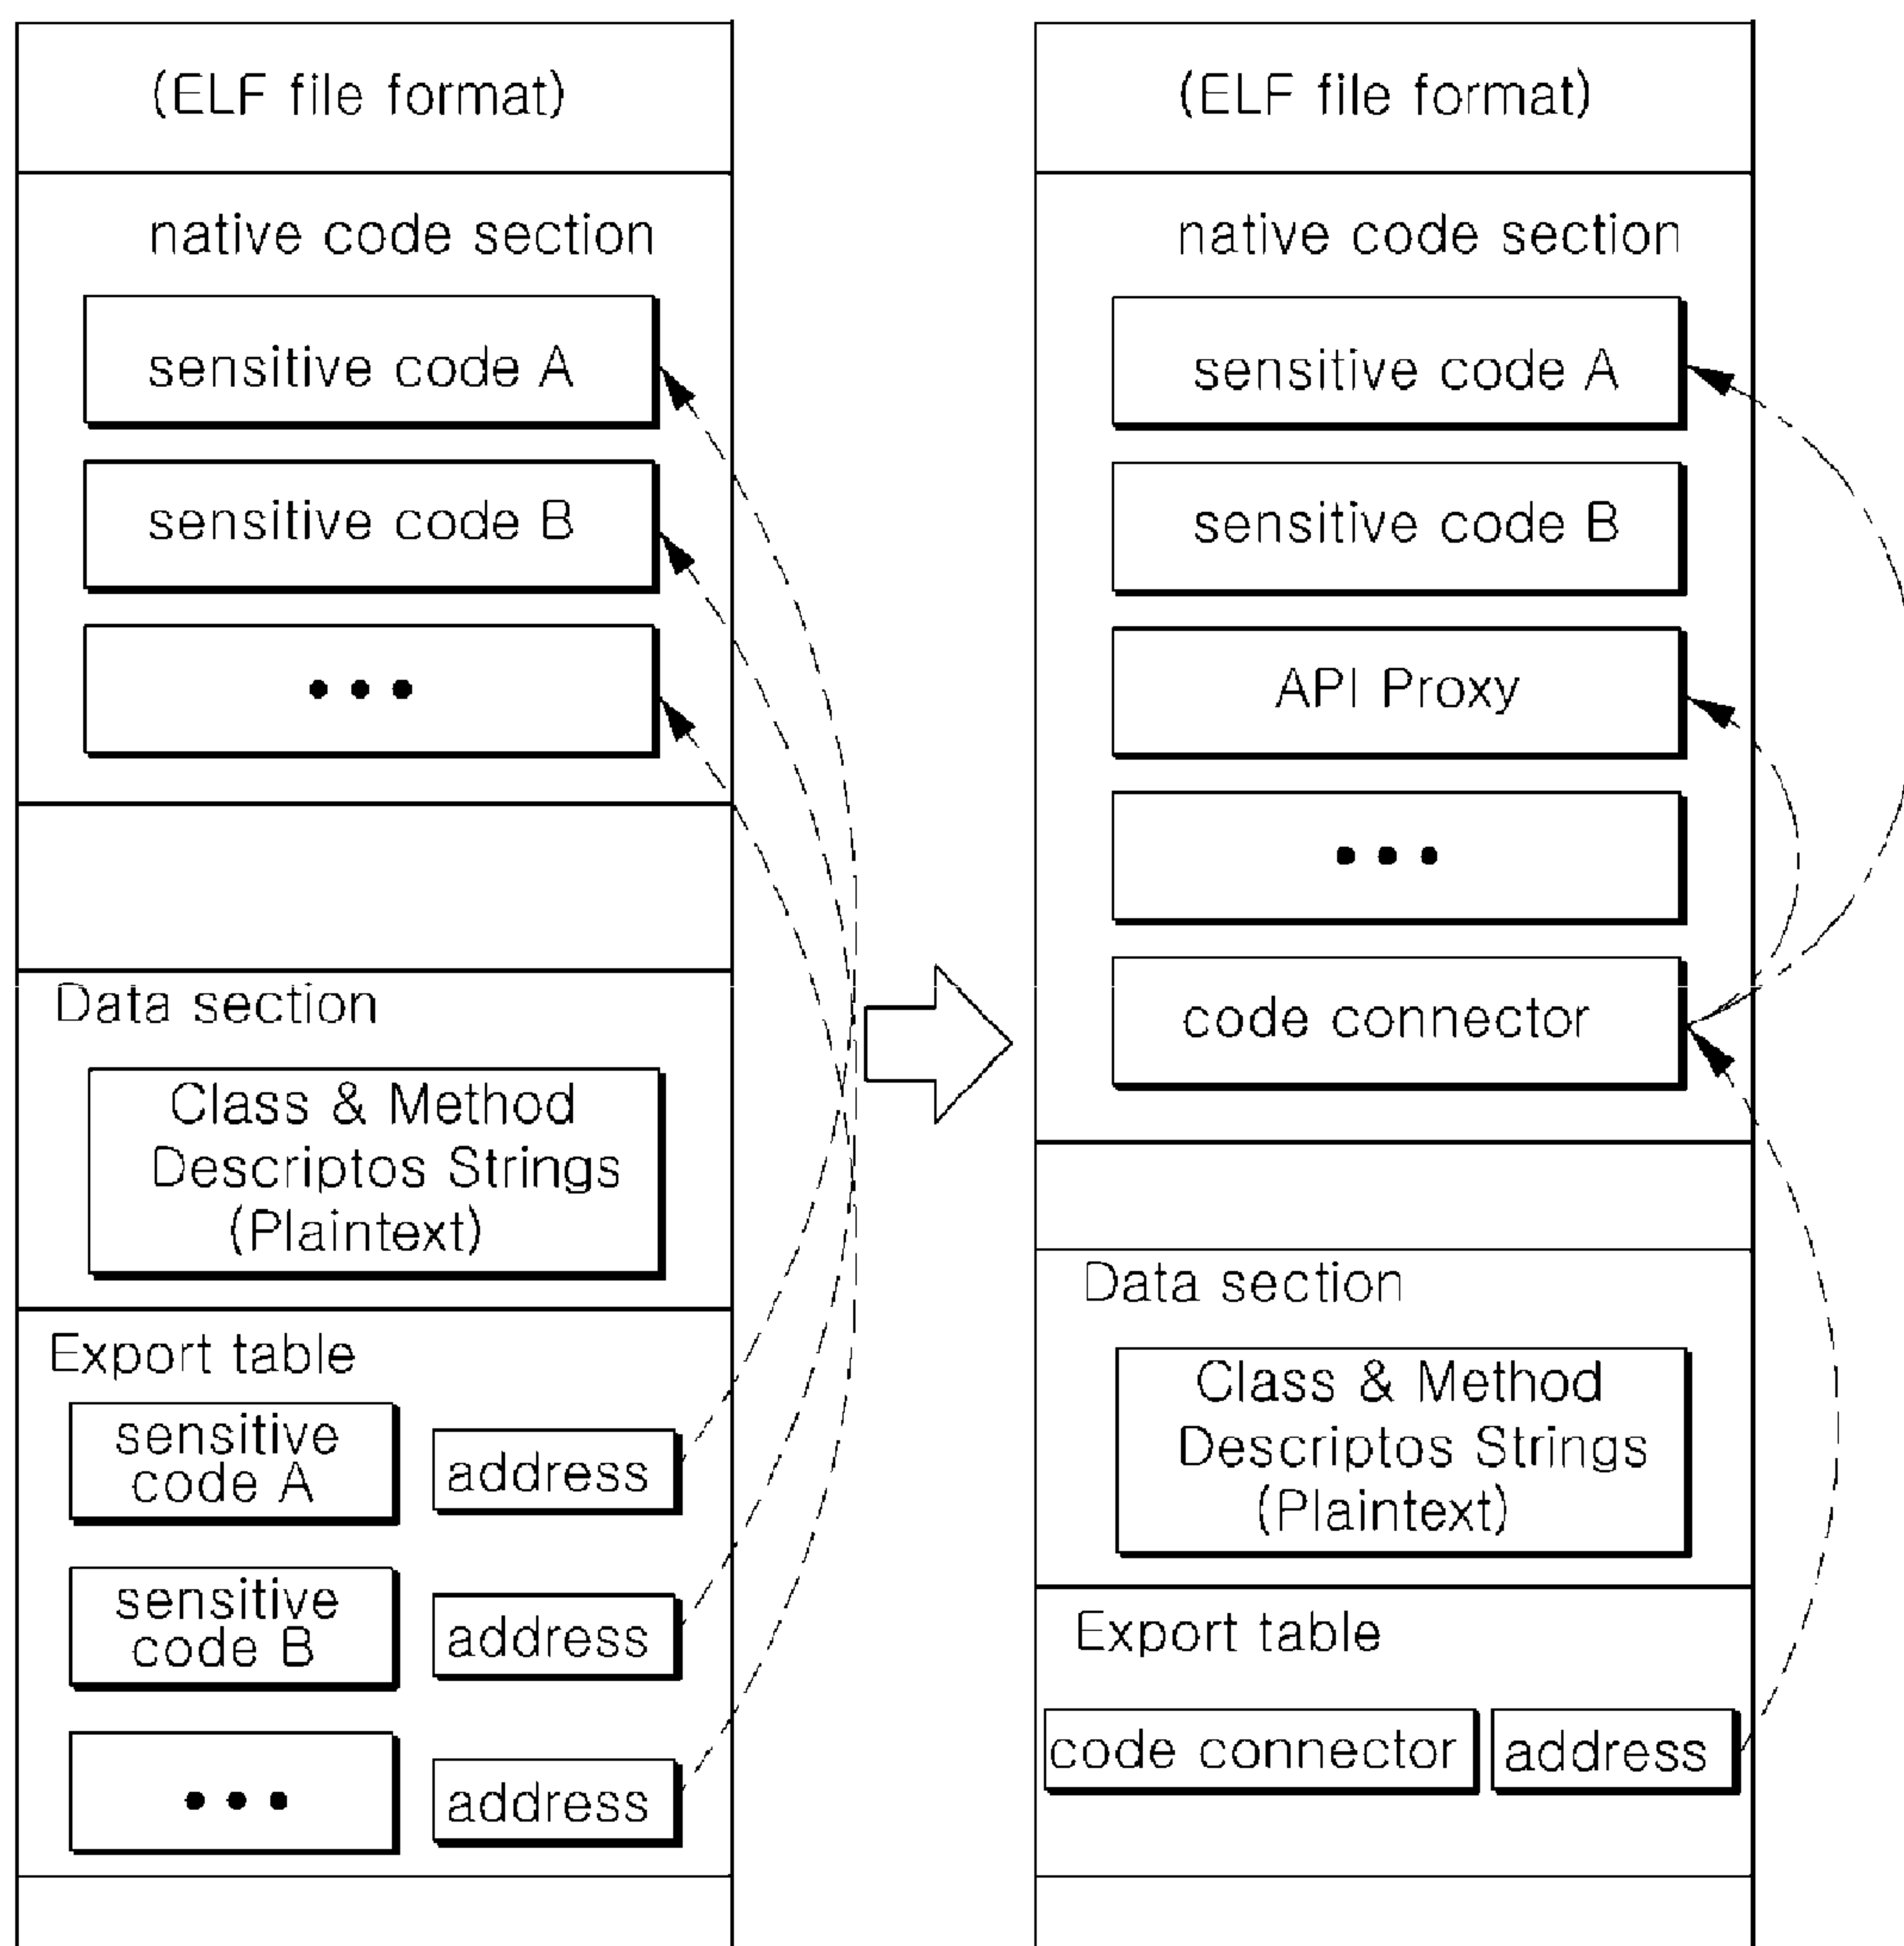 (ELF file format)
native code section
sensitive code A
sensitive code B
• • •
Data section
Class & Method
Descriptos Strings
(Plaintext)
Export table
sensitive
code A
address
sensitive
code B
address
• • •
address
(ELF file format)
native code section
sensitive code A
sensitive code B
API Proxy
• • •
code connector
Data section
Class & Method
Descriptos Strings
(Plaintext)
Export table
code connector
address